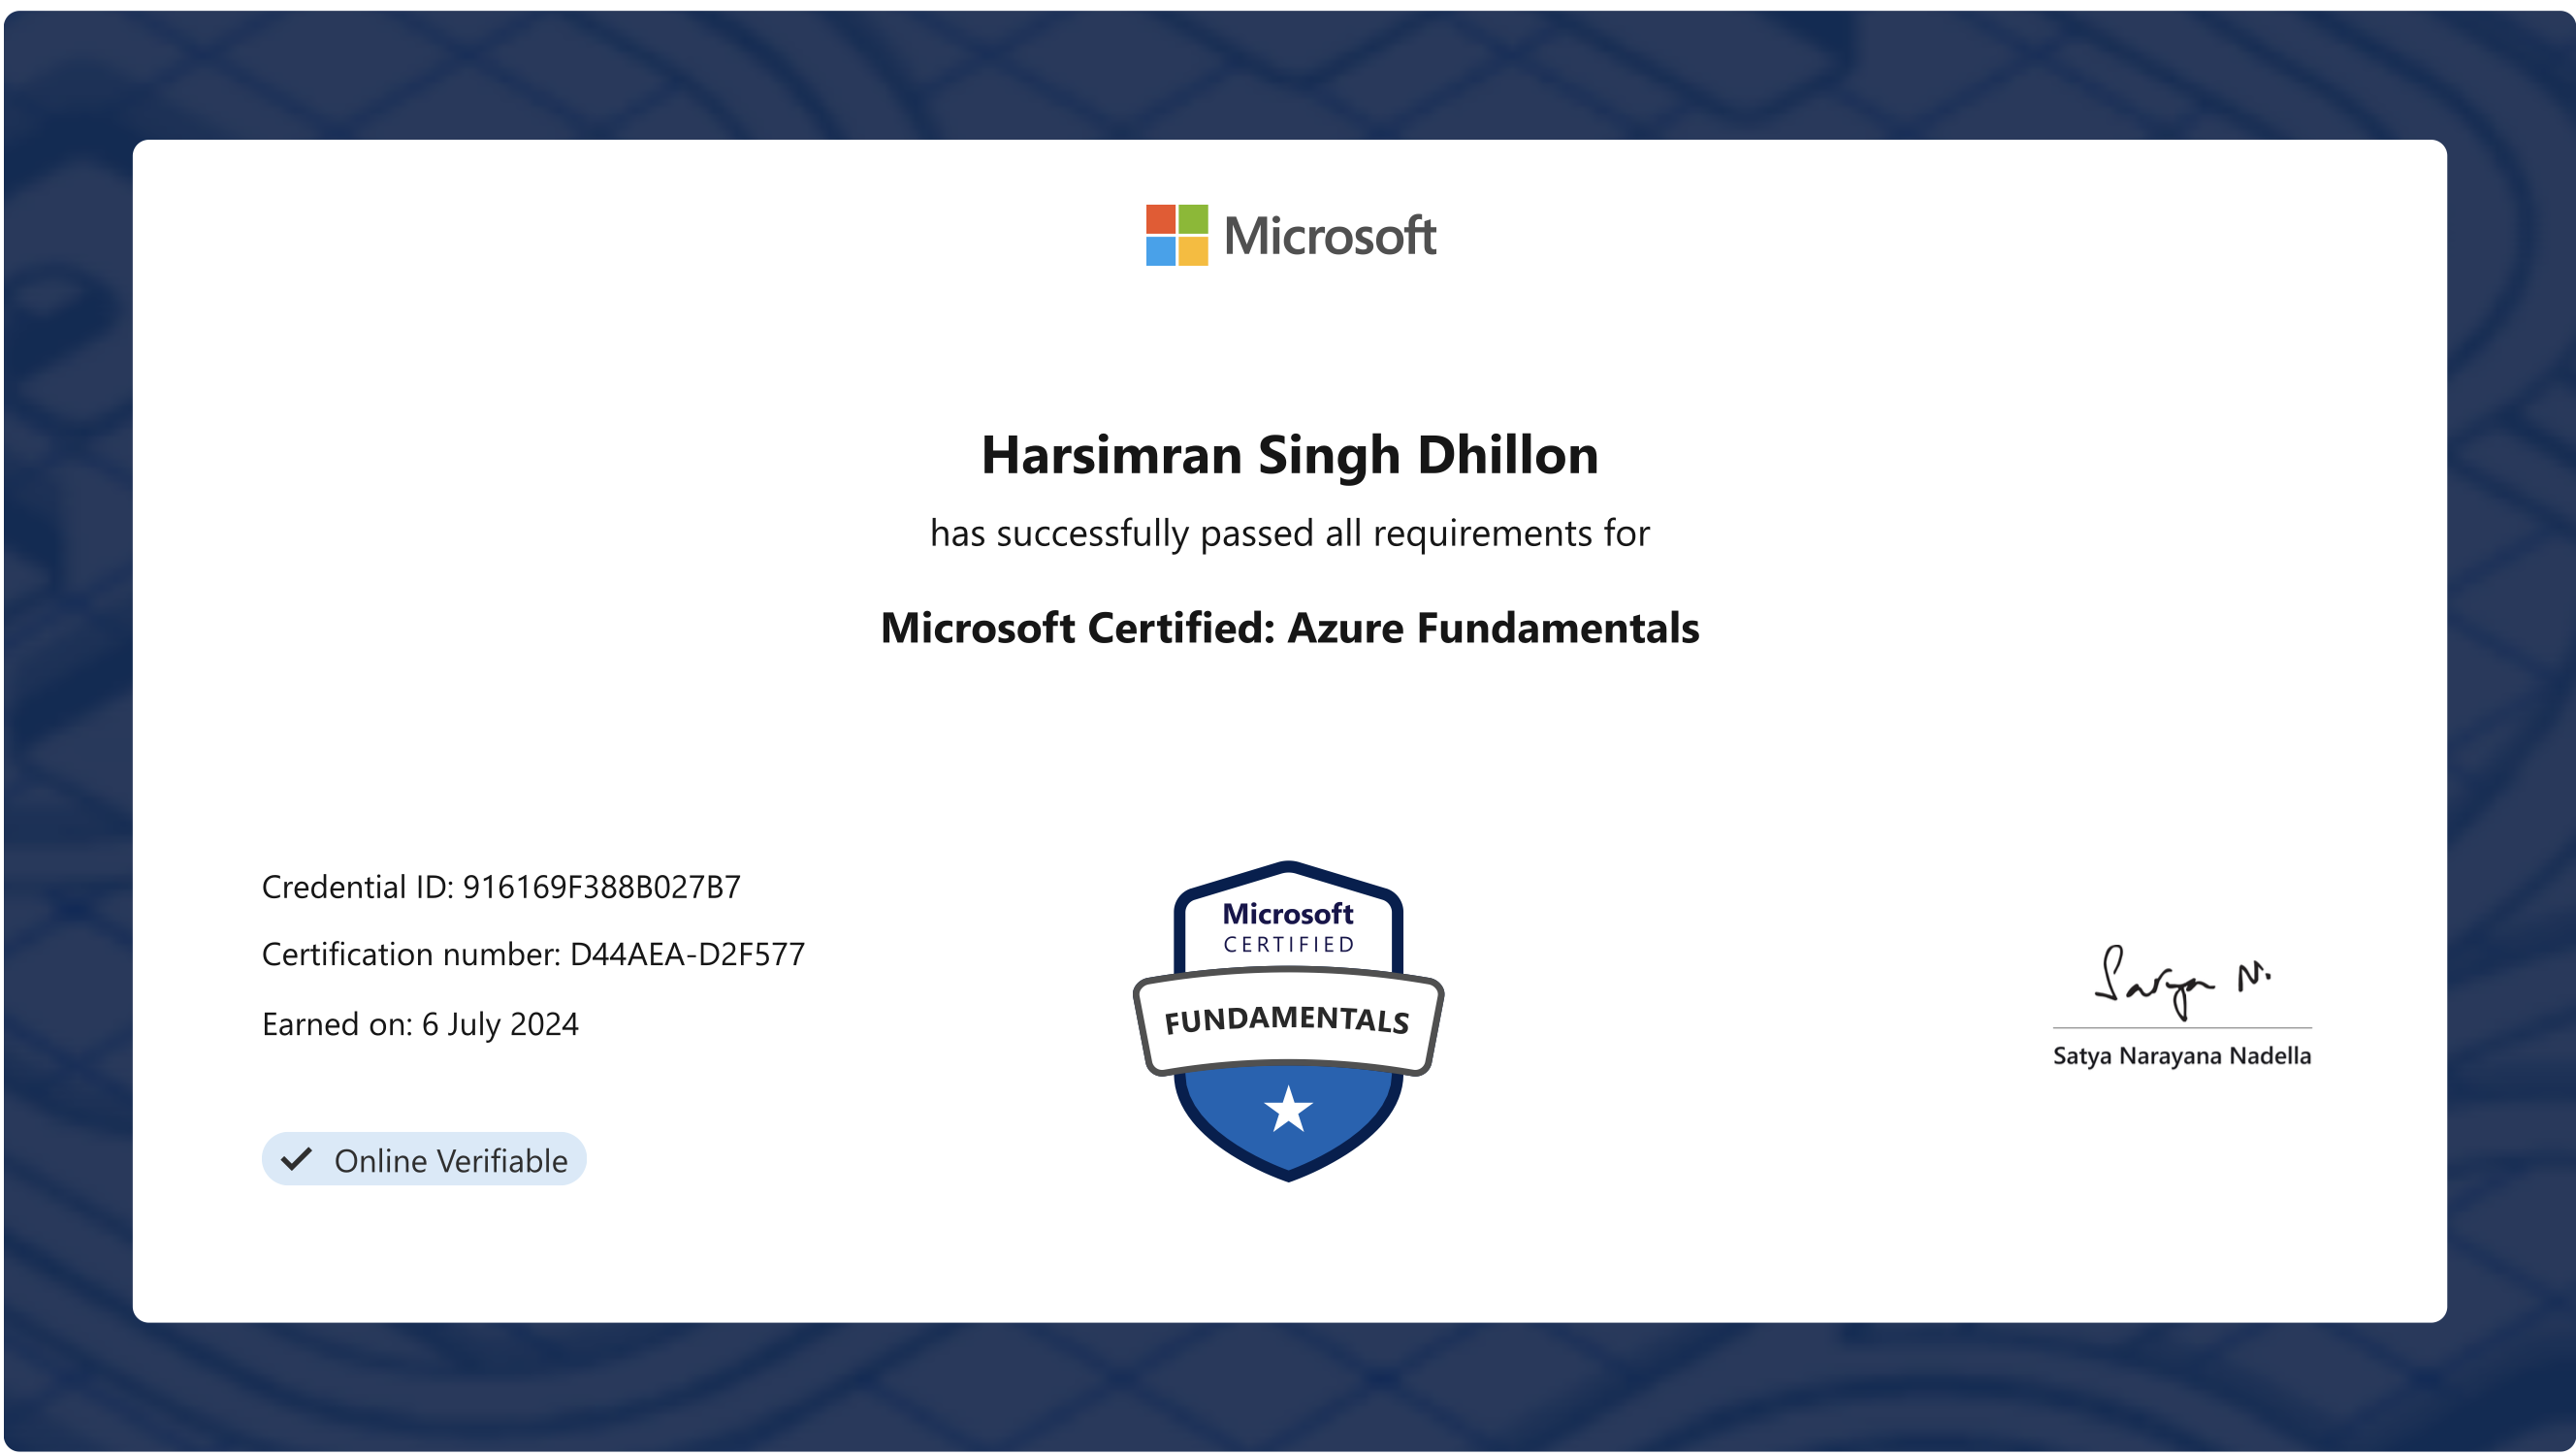 Microsoft
Harsimran Singh Dhillon
has successfully passed all requirements for
Microsoft Certified: Azure Fundamentals
Credential ID: 916169F388B027B7
Certification number: D44AEA-D2F577
Earned on: 6 July 2024
Online Verifiable
Microsoft
CERTIFIED
FUNDAMENTALS
Satya N.
Satya Narayana Nadella